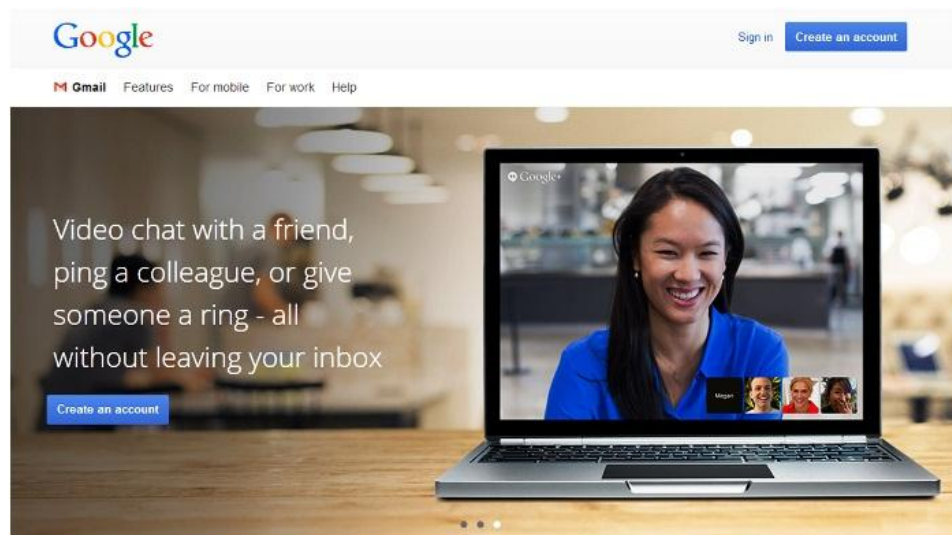 Google
Sign in
Create an account
Gmail Features For mobile For work Help
Google+
Video chat with a friend,
ping a colleague, or give
someone a ring - all
without leaving your inbox
Create an account
Megan